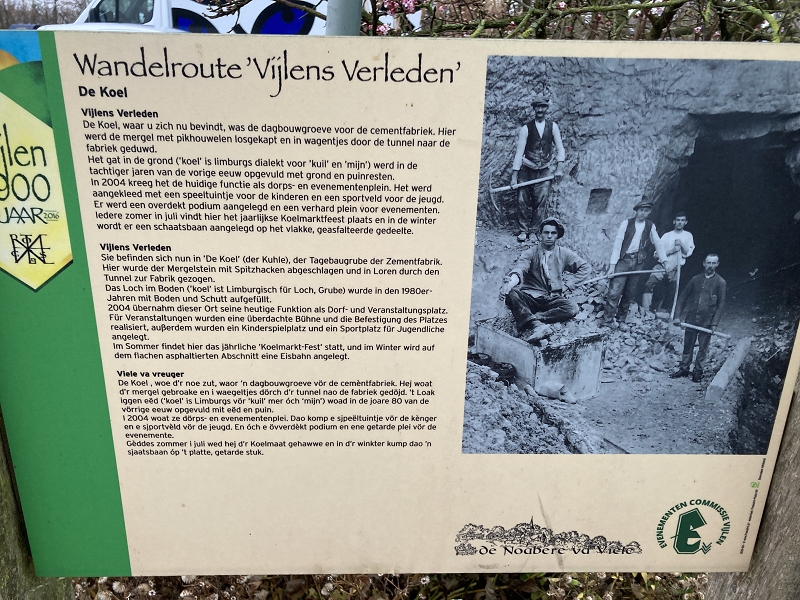 Wandelroute 'Vijlens Verleden'
De Koel
Vijlens Verleden
De Koel, waar u zich nu bevindt, was de dagbouwgroeve voor de cementfabriek. Hier
werd de mergel met pikhouwelen losgekapt en in wagentjes door de tunnel naar de
fabriek geduwd.
Het gat in de grond ('koel' is limburgs dialekt voor 'kuil' en 'mijn') werd in de
tachtiger jaren van de vorige eeuw opgevuld met grond en puinresten.
In 2004 kreeg het de huidige functie als dorps- en evenementenplein. Het werd
aangekleed met een speeltuintje voor de kinderen en een sportveld voor de jeugd.
Er werd een overdekt podium aangelegd en een verhard plein voor evenementen.
Iedere zomer in juli vindt hier het jaarlijkse Koelmarktfeest plaats en in de winter
wordt er een schaatsbaan aangelegd op het vlakke, geasfalteerde gedeelte.
Vijlens Verleden
Sie befinden sich nun in 'De Koel' (der Kuhle), der Tagebaugrube der Zementfabrik.
Hier wurde der Mergelstein mit Spitzhacken abgeschlagen und in Loren durch den
Tunnel zur Fabrik gezogen.
Das Loch im Boden ('koel' ist Limburgisch für Loch, Grube) wurde in den 1980er-
Jahren mit Boden und Schutt aufgefüllt.
2004 übernahm dieser Ort seine heutige Funktion als Dorf- und Veranstaltungsplatz.
Für Veranstaltungen wurden eine überdachte Bühne und die Befestigung des Platzes
realisiert, außerdem wurden ein Kinderspielplatz und ein Sportplatz für Jugendliche
angelegt.
Im Sommer findet hier das jährliche 'Koelmarkt-Fest' statt, und im Winter wird auf
dem flachen asphaltierten Abschnitt eine Eisbahn angelegt.
Viele va vreuger
De Koel , woe d'r noe zut, waor 'n dagbouwgroeve vör de cemèntfabriek. Hej woat
d'r mergel gebroake en i waegeltjes dörch d'r tunnel nao de fabriek gedöjd. 't Loak
iggen eëd ('koel' is Limburgs vör 'kuil' mer óch 'mijn') woad in de joare 80 van de
vörrige eeuw opgevuld mit eëd en puin.
I 2004 woat ze dörps- en evenementenplei. Dao komp e sjpeëltuintje vör de kènger
en e sjportvèld vör de jeugd. En óch e övverdèkt podium en ene getarde plei vör de
evenemente.
Gèddes zommer i juli wed hej d'r Koelmaat gehawwe en in d'r winkter kump dao 'n
sjaatsbaan óp 't platte, getarde stuk.
jlen
900
JAAR 2016
de Noabere va Viele
EVENEMENTEN COMMISSIE VIJLEN